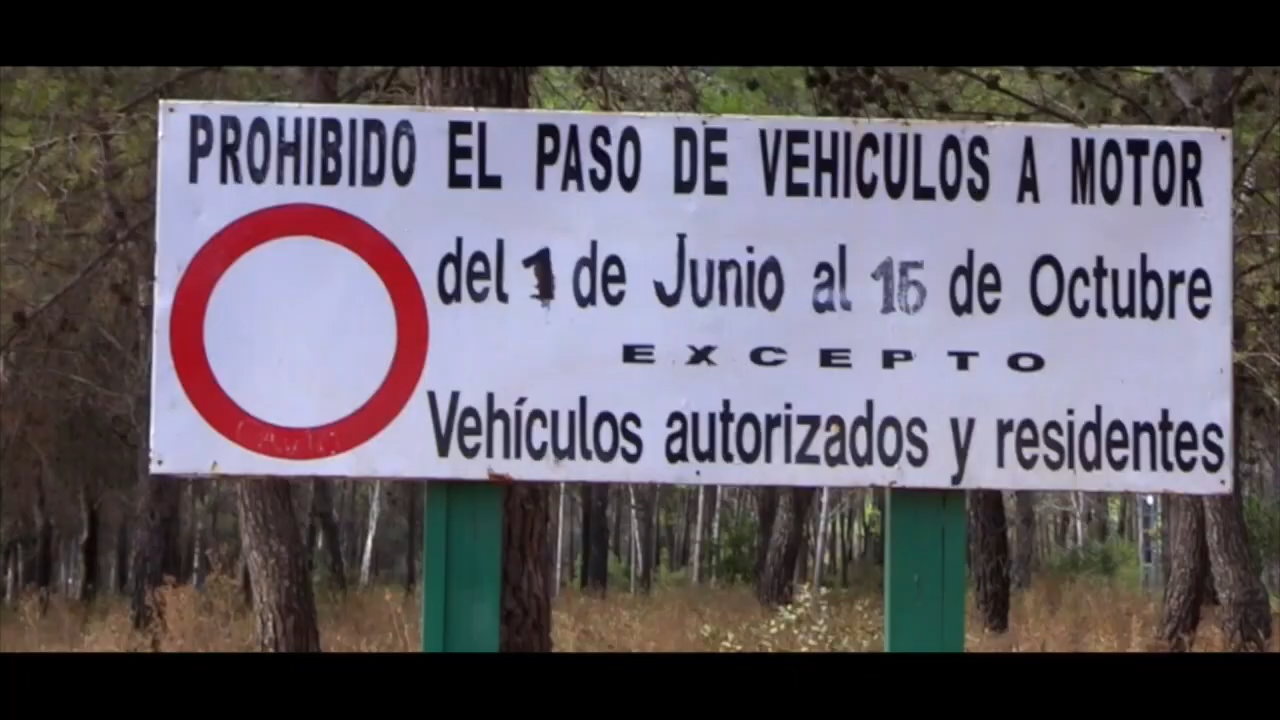 PROHIBIDO EL PASO DE VEHICULOS A MOTOR
del 1 de Junio al 15 de Octubre
EXCEPTO
Vehículos autorizados y residentes